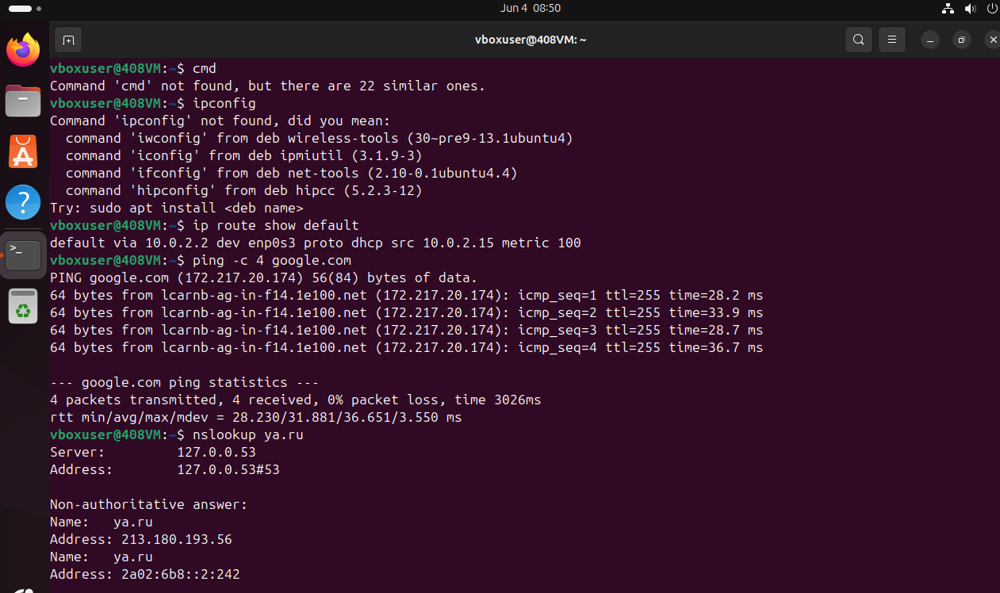 Jun 4 08:50
vboxuser@408VM: ~
vboxuser@408VM:~$ cmd
Command 'cmd' not found, but there are 22 similar ones.
vboxuser@408VM:~$ ipconfig
Command 'ipconfig' not found, did you mean:
  command 'iwconfig' from deb wireless-tools (30~pre9-13.1ubuntu4)
  command 'iconfig' from deb ipmiutil (3.1.9-3)
  command 'ifconfig' from deb net-tools (2.10-0.1ubuntu4.4)
  command 'hipconfig' from deb hipcc (5.2.3-12)
Try: sudo apt install <deb name>
vboxuser@408VM:~$ ip route show default
default via 10.0.2.2 dev enp0s3 proto dhcp src 10.0.2.15 metric 100
vboxuser@408VM:~$ ping -c 4 google.com
PING google.com (172.217.20.174) 56(84) bytes of data.
64 bytes from lcarnb-ag-in-f14.1e100.net (172.217.20.174): icmp_seq=1 ttl=255 time=28.2 ms
64 bytes from lcarnb-ag-in-f14.1e100.net (172.217.20.174): icmp_seq=2 ttl=255 time=33.9 ms
64 bytes from lcarnb-ag-in-f14.1e100.net (172.217.20.174): icmp_seq=3 ttl=255 time=28.7 ms
64 bytes from lcarnb-ag-in-f14.1e100.net (172.217.20.174): icmp_seq=4 ttl=255 time=36.7 ms

--- google.com ping statistics ---
4 packets transmitted, 4 received, 0% packet loss, time 3026ms
rtt min/avg/max/mdev = 28.230/31.881/36.651/3.550 ms
vboxuser@408VM:~$ nslookup ya.ru
Server:         127.0.0.53
Address:        127.0.0.53#53

Non-authoritative answer:
Name:   ya.ru
Address: 213.180.193.56
Name:   ya.ru
Address: 2a02:6b8::2:242